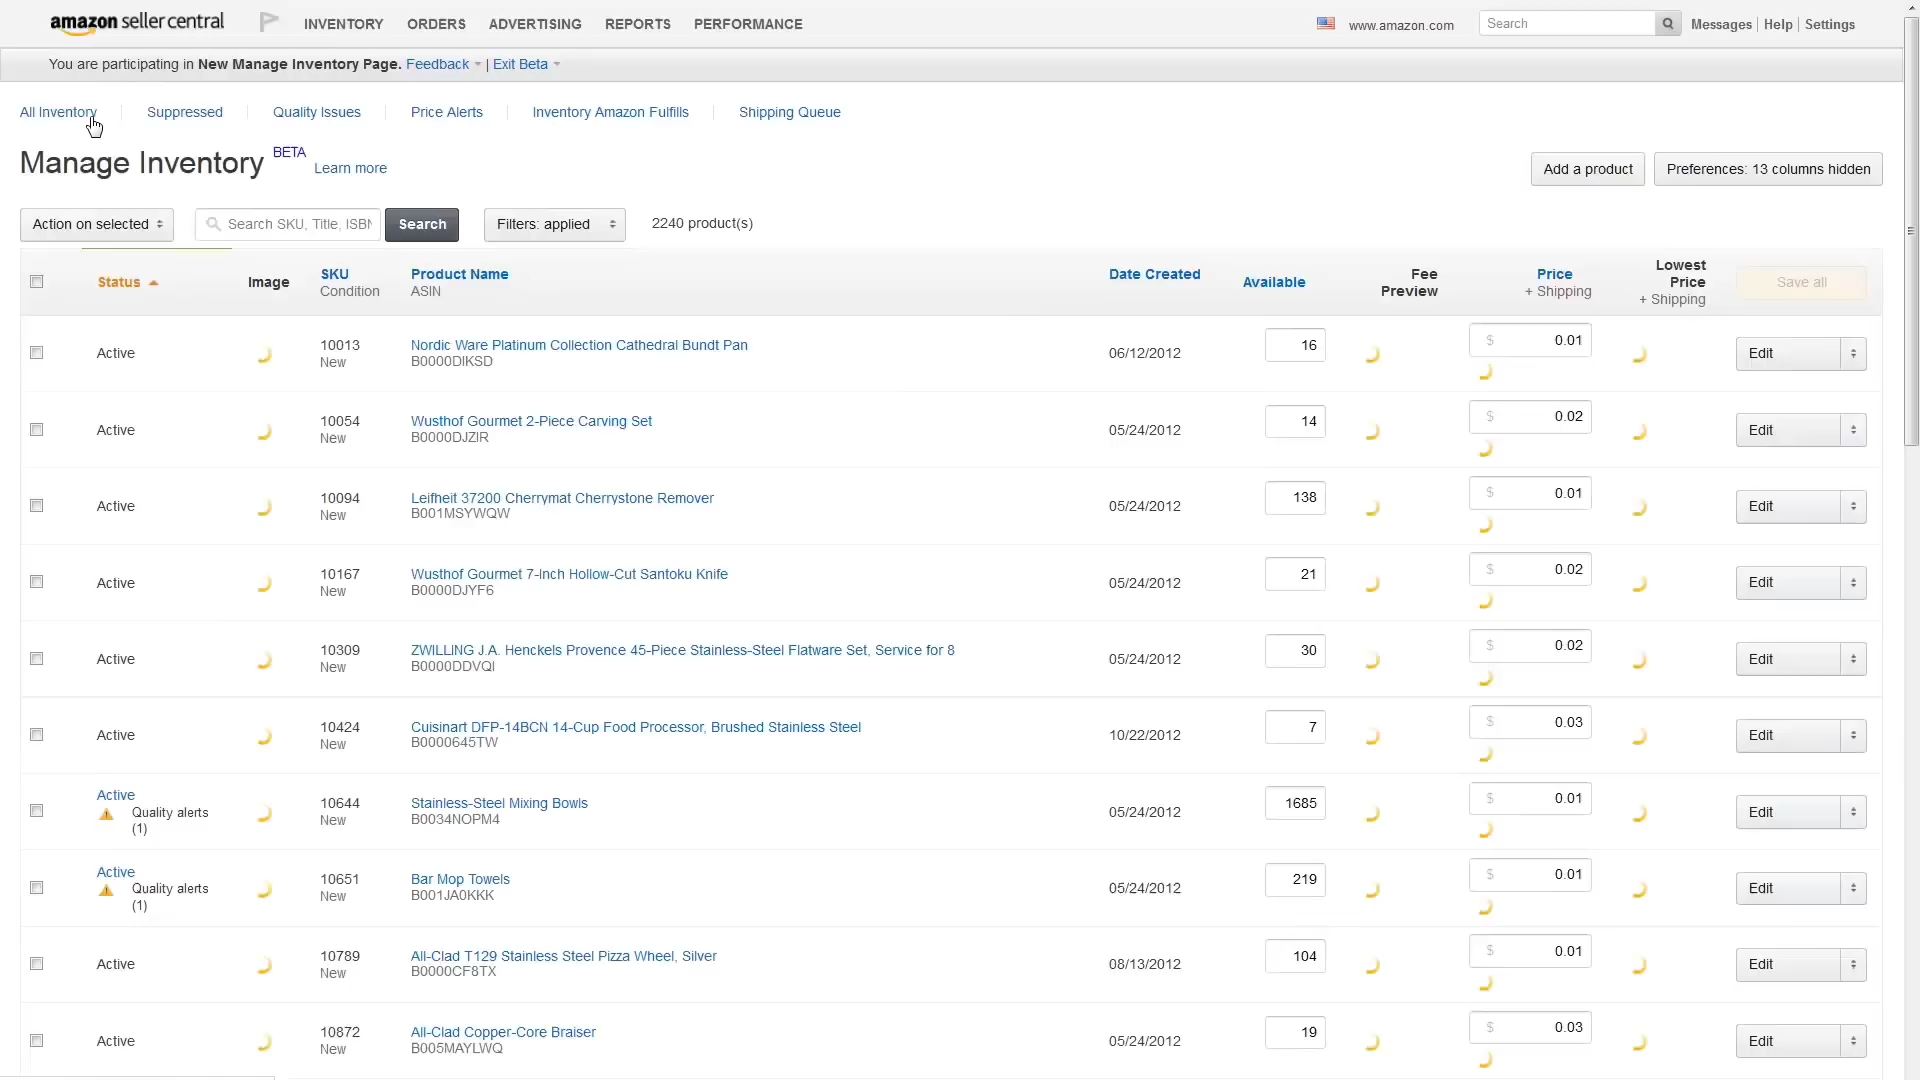 amazon seller central INVENTORY ORDERS ADVERTISING REPORTS PERFORMANCE www.amazon.com Search Messages | Help | Settings
You are participating in New Manage Inventory Page. Feedback | Exit Beta
All Inventory Suppressed Quality Issues Price Alerts Inventory Amazon Fulfills Shipping Queue
Manage Inventory BETA Learn more Add a product Preferences: 13 columns hidden
Action on selected Search SKU, Title, ISBN Search Filters: applied 2240 product(s)
Status Image SKU Product Name Date Created Available Fee Preview Price Lowest Price Save all
Condition ASIN + Shipping + Shipping
Active 10013 Nordic Ware Platinum Collection Cathedral Bundt Pan 06/12/2012 16 $ 0.01 Edit
New B0000DIKSD
Active 10054 Wusthof Gourmet 2-Piece Carving Set 05/24/2012 14 $ 0.02 Edit
New B0000DJZIR
Active 10094 Leifheit 37200 Cherrymat Cherrystone Remover 05/24/2012 138 $ 0.01 Edit
New B001MSYWQW
Active 10167 Wusthof Gourmet 7-Inch Hollow-Cut Santoku Knife 05/24/2012 21 $ 0.02 Edit
New B0000DJYF6
Active 10309 ZWILLING J.A. Henckels Provence 45-Piece Stainless-Steel Flatware Set, Service for 8 05/24/2012 30 $ 0.02 Edit
New B0000DDVQI
Active 10424 Cuisinart DFP-14BCN 14-Cup Food Processor, Brushed Stainless Steel 10/22/2012 7 $ 0.03 Edit
New B0000645TW
Active 10644 Stainless-Steel Mixing Bowls 05/24/2012 1685 $ 0.01 Edit
Quality alerts New B0034NOPM4
(1)
Active 10651 Bar Mop Towels 05/24/2012 219 $ 0.01 Edit
Quality alerts New B001JA0KKK
(1)
Active 10789 All-Clad T129 Stainless Steel Pizza Wheel, Silver 08/13/2012 104 $ 0.01 Edit
New B0000CF8TX
Active 10872 All-Clad Copper-Core Braiser 05/24/2012 19 $ 0.03 Edit
New B005MAYLWQ